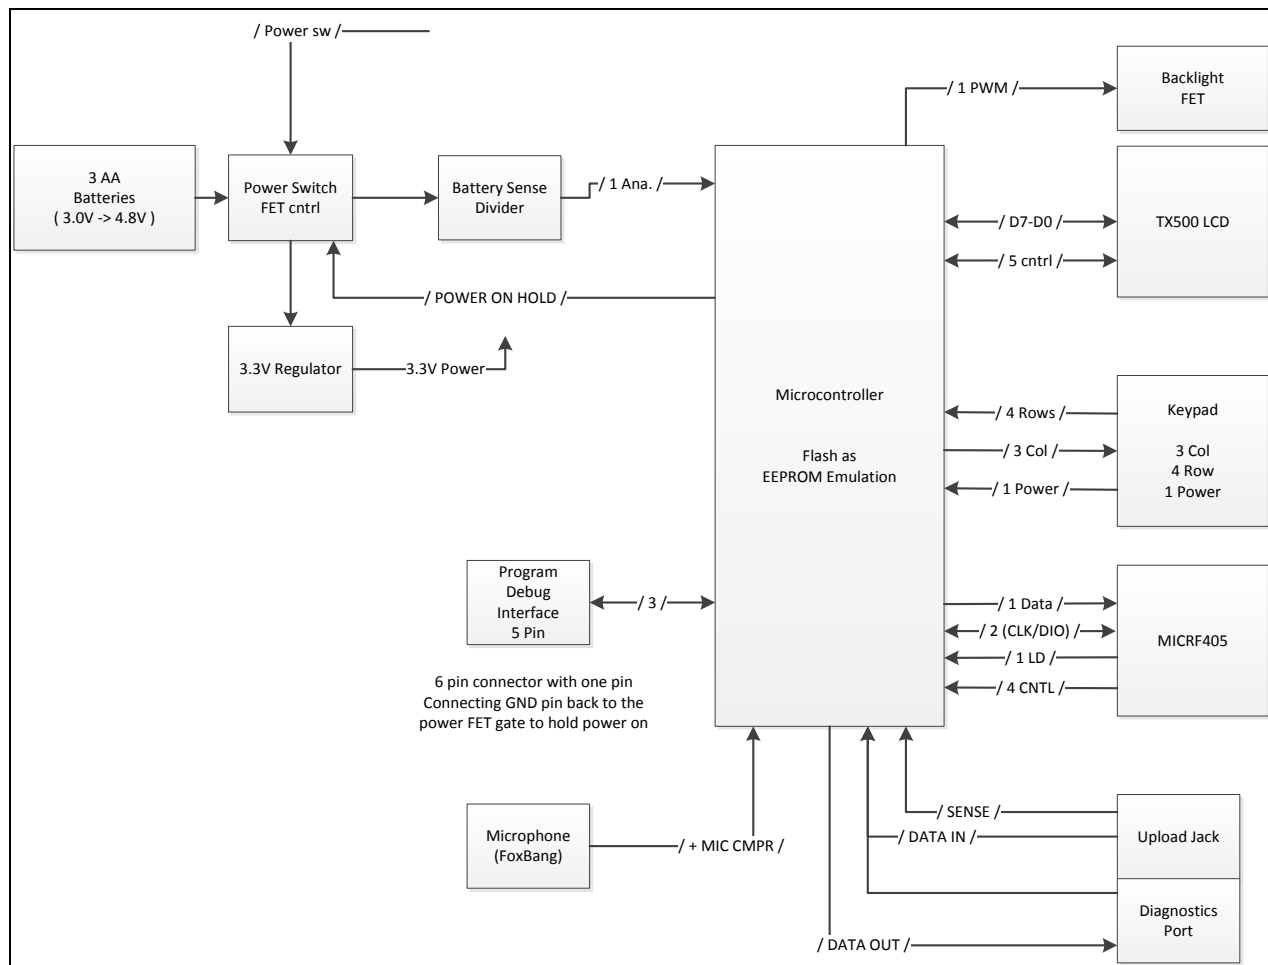 / Power sw /
/ 1 PWM /
Backlight
FET
3 AA
Batteries
( 3.0V -> 4.8V )
Power Switch
FET cntrl
Battery Sense
Divider
/ 1 Ana. /
/ D7-D0 /
/ 5 cntrl /
TX500 LCD
/ POWER ON HOLD /
3.3V Regulator
3.3V Power
Microcontroller
Flash as
EEPROM Emulation
/ 4 Rows /
/ 3 Col /
/ 1 Power /
Keypad
3 Col
4 Row
1 Power
Program
Debug
Interface
5 Pin
/ 3 /
6 pin connector with one pin
Connecting GND pin back to the
power FET gate to hold power on
/ 1 Data /
/ 2 (CLK/DIO) /
/ 1 LD /
/ 4 CNTL /
MICRF405
Microphone
(FoxBang)
/ + MIC CMPR /
/ SENSE /
/ DATA IN /
Upload Jack
Diagnostics
Port
/ DATA OUT /